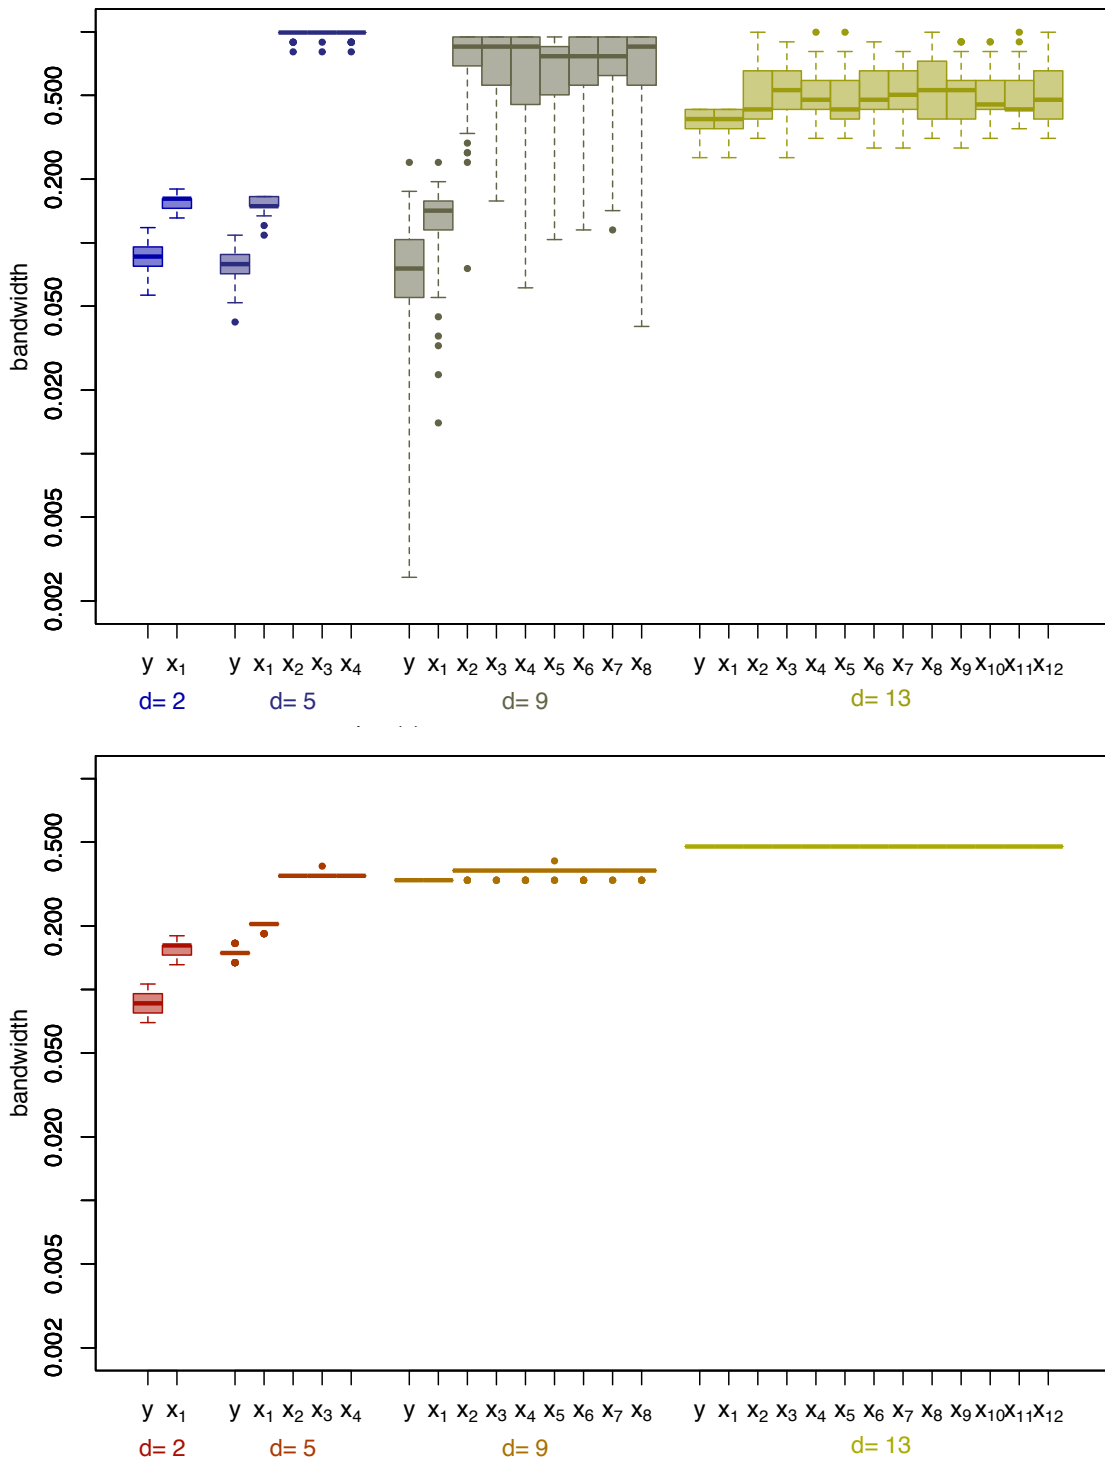 0.500
0.200
0.050
0.020
0.005
0.002
bandwidth
y x1 y x1 x2 x3 x4 y x1 x2 x3 x4 x5 x6 x7 x8 y x1 x2 x3 x4 x5 x6 x7 x8 x9 x10 x11 x12
d= 2 d= 5 d= 9 d= 13
0.500
0.200
0.050
0.020
0.005
0.002
bandwidth
y x1 y x1 x2 x3 x4 y x1 x2 x3 x4 x5 x6 x7 x8 y x1 x2 x3 x4 x5 x6 x7 x8 x9 x10 x11 x12
d= 2 d= 5 d= 9 d= 13